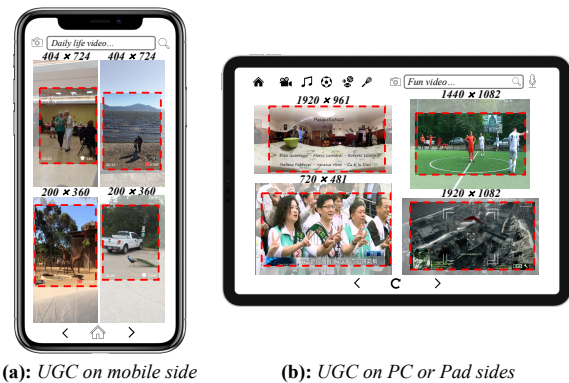 Daily life video…
404 × 724 404 × 724
200 × 360 200 × 360
Fun video…
1920 × 961
1440 × 1082
PasquettaNoD
720 × 481
1920 × 1082
(a): UGC on mobile side
(b): UGC on PC or Pad sides